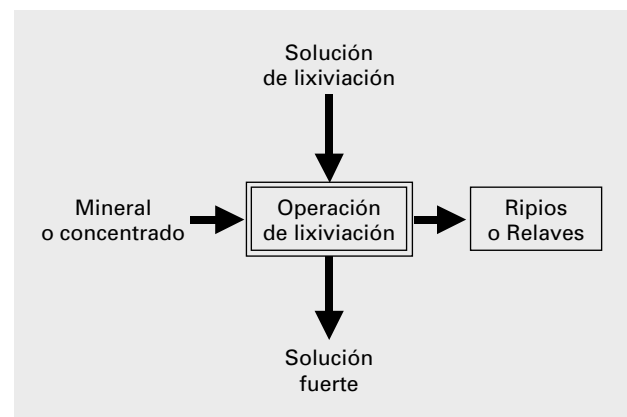 Solución
de lixiviación
Mineral
o concentrado
Operación
de lixiviación
Ripios
o Relaves
Solución
fuerte